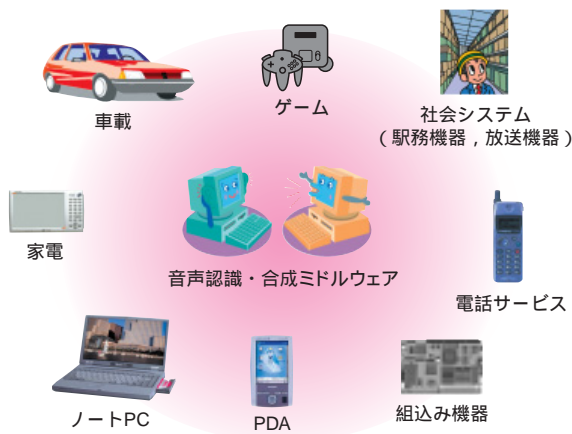 車載
ゲーム
社会システム
（駅務機器，放送機器）
家電
音声認識・合成ミドルウェア
電話サービス
ノートPC
PDA
組込み機器